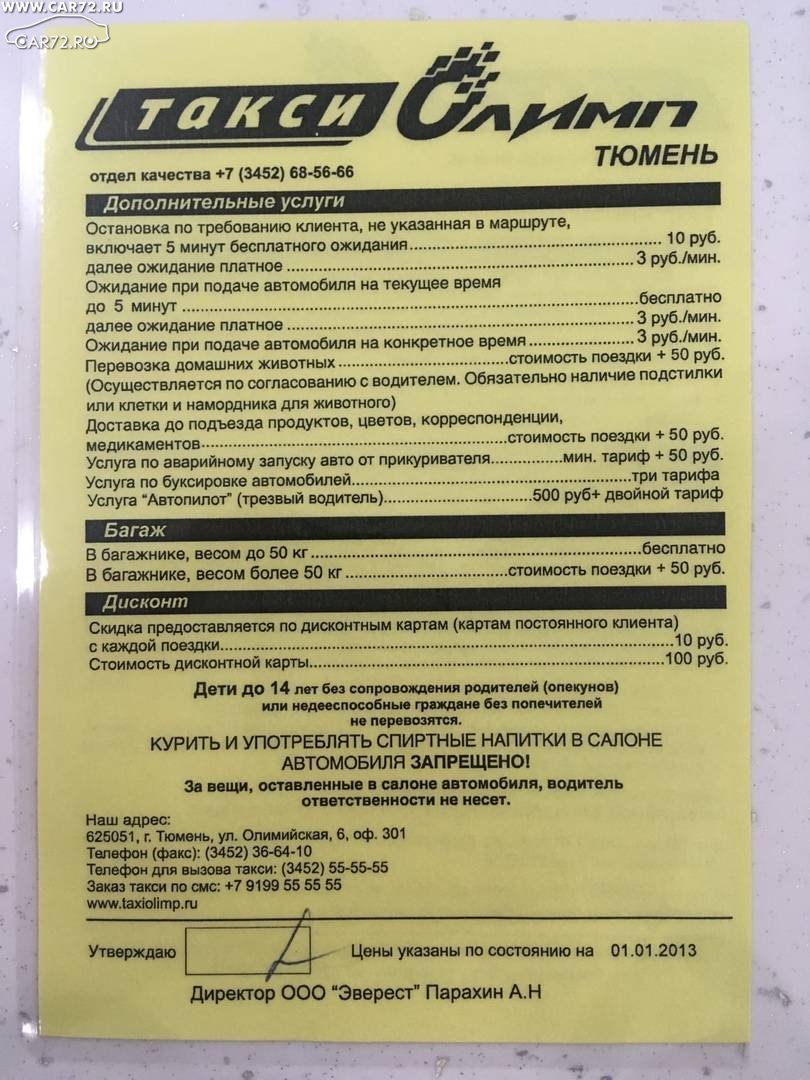 WWW.CAR72.RU
CAR72.RU
такси Олимп
ТЮМЕНЬ
отдел качества +7 (3452) 68-56-66
Дополнительные услуги
Остановка по требованию клиента, не указанная в маршруте,
включает 5 минут бесплатного ожидания.......... 10 руб.
далее ожидание платное .......... 3 руб./мин.
Ожидание при подаче автомобиля на текущее время
до 5 минут ..........бесплатно
далее ожидание платное .......... 3 руб./мин.
Ожидание при подаче автомобиля на конкретное время .......... 3 руб./мин.
Перевозка домашних животных ..........стоимость поездки + 50 руб.
(Осуществляется по согласованию с водителем. Обязательно наличие подстилки
или клетки и намордника для животного)
Доставка до подъезда продуктов, цветов, корреспонденции,
медикаментов..........стоимость поездки + 50 руб.
Услуга по аварийному запуску авто от прикуривателя..........мин. тариф + 50 руб.
Услуга по буксировке автомобилей..........три тарифа
Услуга “Автопилот” (трезвый водитель)..........500 руб+ двойной тариф
Багаж
В багажнике, весом до 50 кг ..........бесплатно
В багажнике, весом более 50 кг ..........стоимость поездки + 50 руб.
Дисконт
Скидка предоставляется по дисконтным картам (картам постоянного клиента)
с каждой поездки..........10 руб.
Стоимость дисконтной карты..........100 руб.
Дети до 14 лет без сопровождения родителей (опекунов)
или недееспособные граждане без попечителей
не перевозятся.
КУРИТЬ И УПОТРЕБЛЯТЬ СПИРТНЫЕ НАПИТКИ В САЛОНЕ
АВТОМОБИЛЯ ЗАПРЕЩЕНО!
За вещи, оставленные в салоне автомобиля, водитель
ответственности не несет.
Наш адрес:
625051, г. Тюмень, ул. Олимийская, 6, оф. 301
Телефон (факс): (3452) 36-64-10
Телефон для вызова такси: (3452) 55-55-55
Заказ такси по смс: +7 9199 55 55 55
www.taxiolimp.ru
Утверждаю Цены указаны по состоянию на 01.01.2013
Директор ООО “Эверест” Парахин А.Н